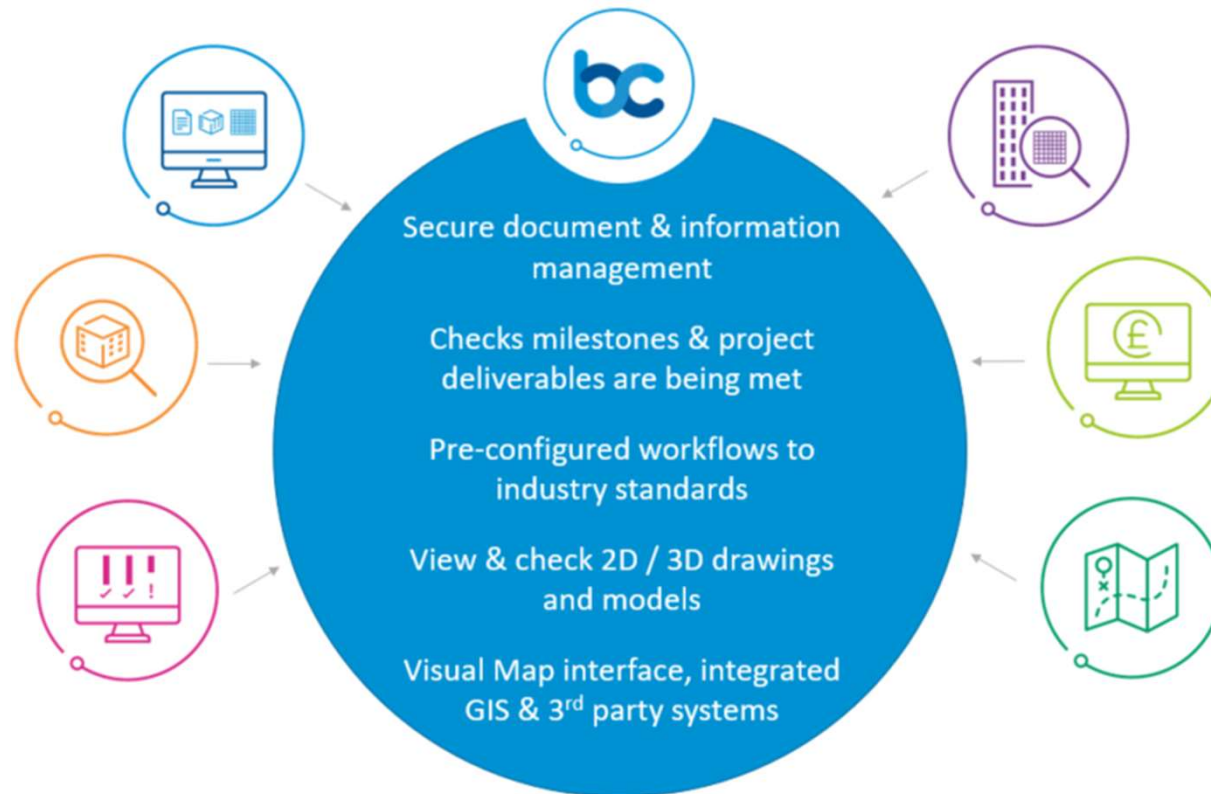 bc
Secure document & information
management
Checks milestones & project
deliverables are being met
Pre-configured workflows to
industry standards
View & check 2D / 3D drawings
and models
Visual Map interface, integrated
GIS & 3rd party systems
£